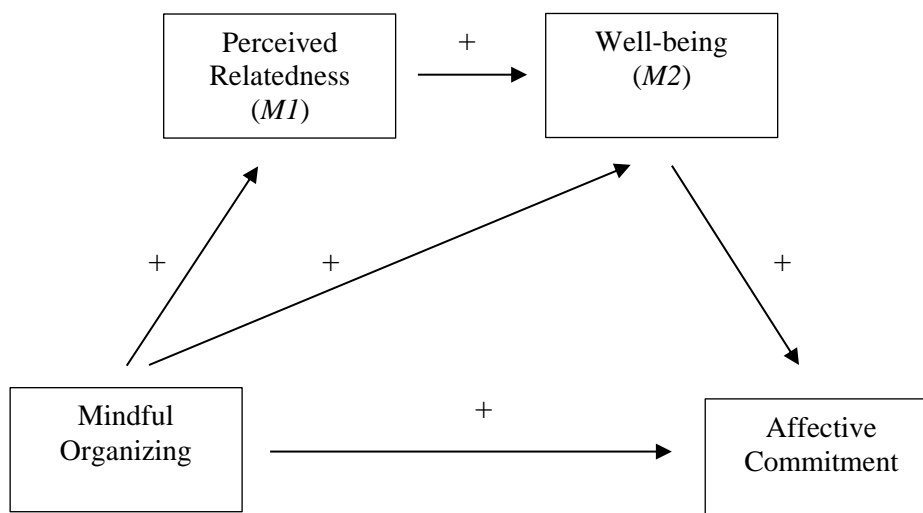 Perceived
Relatedness
(M1)
+
Well-being
(M2)
+
+
+
Mindful
Organizing
+
Affective
Commitment